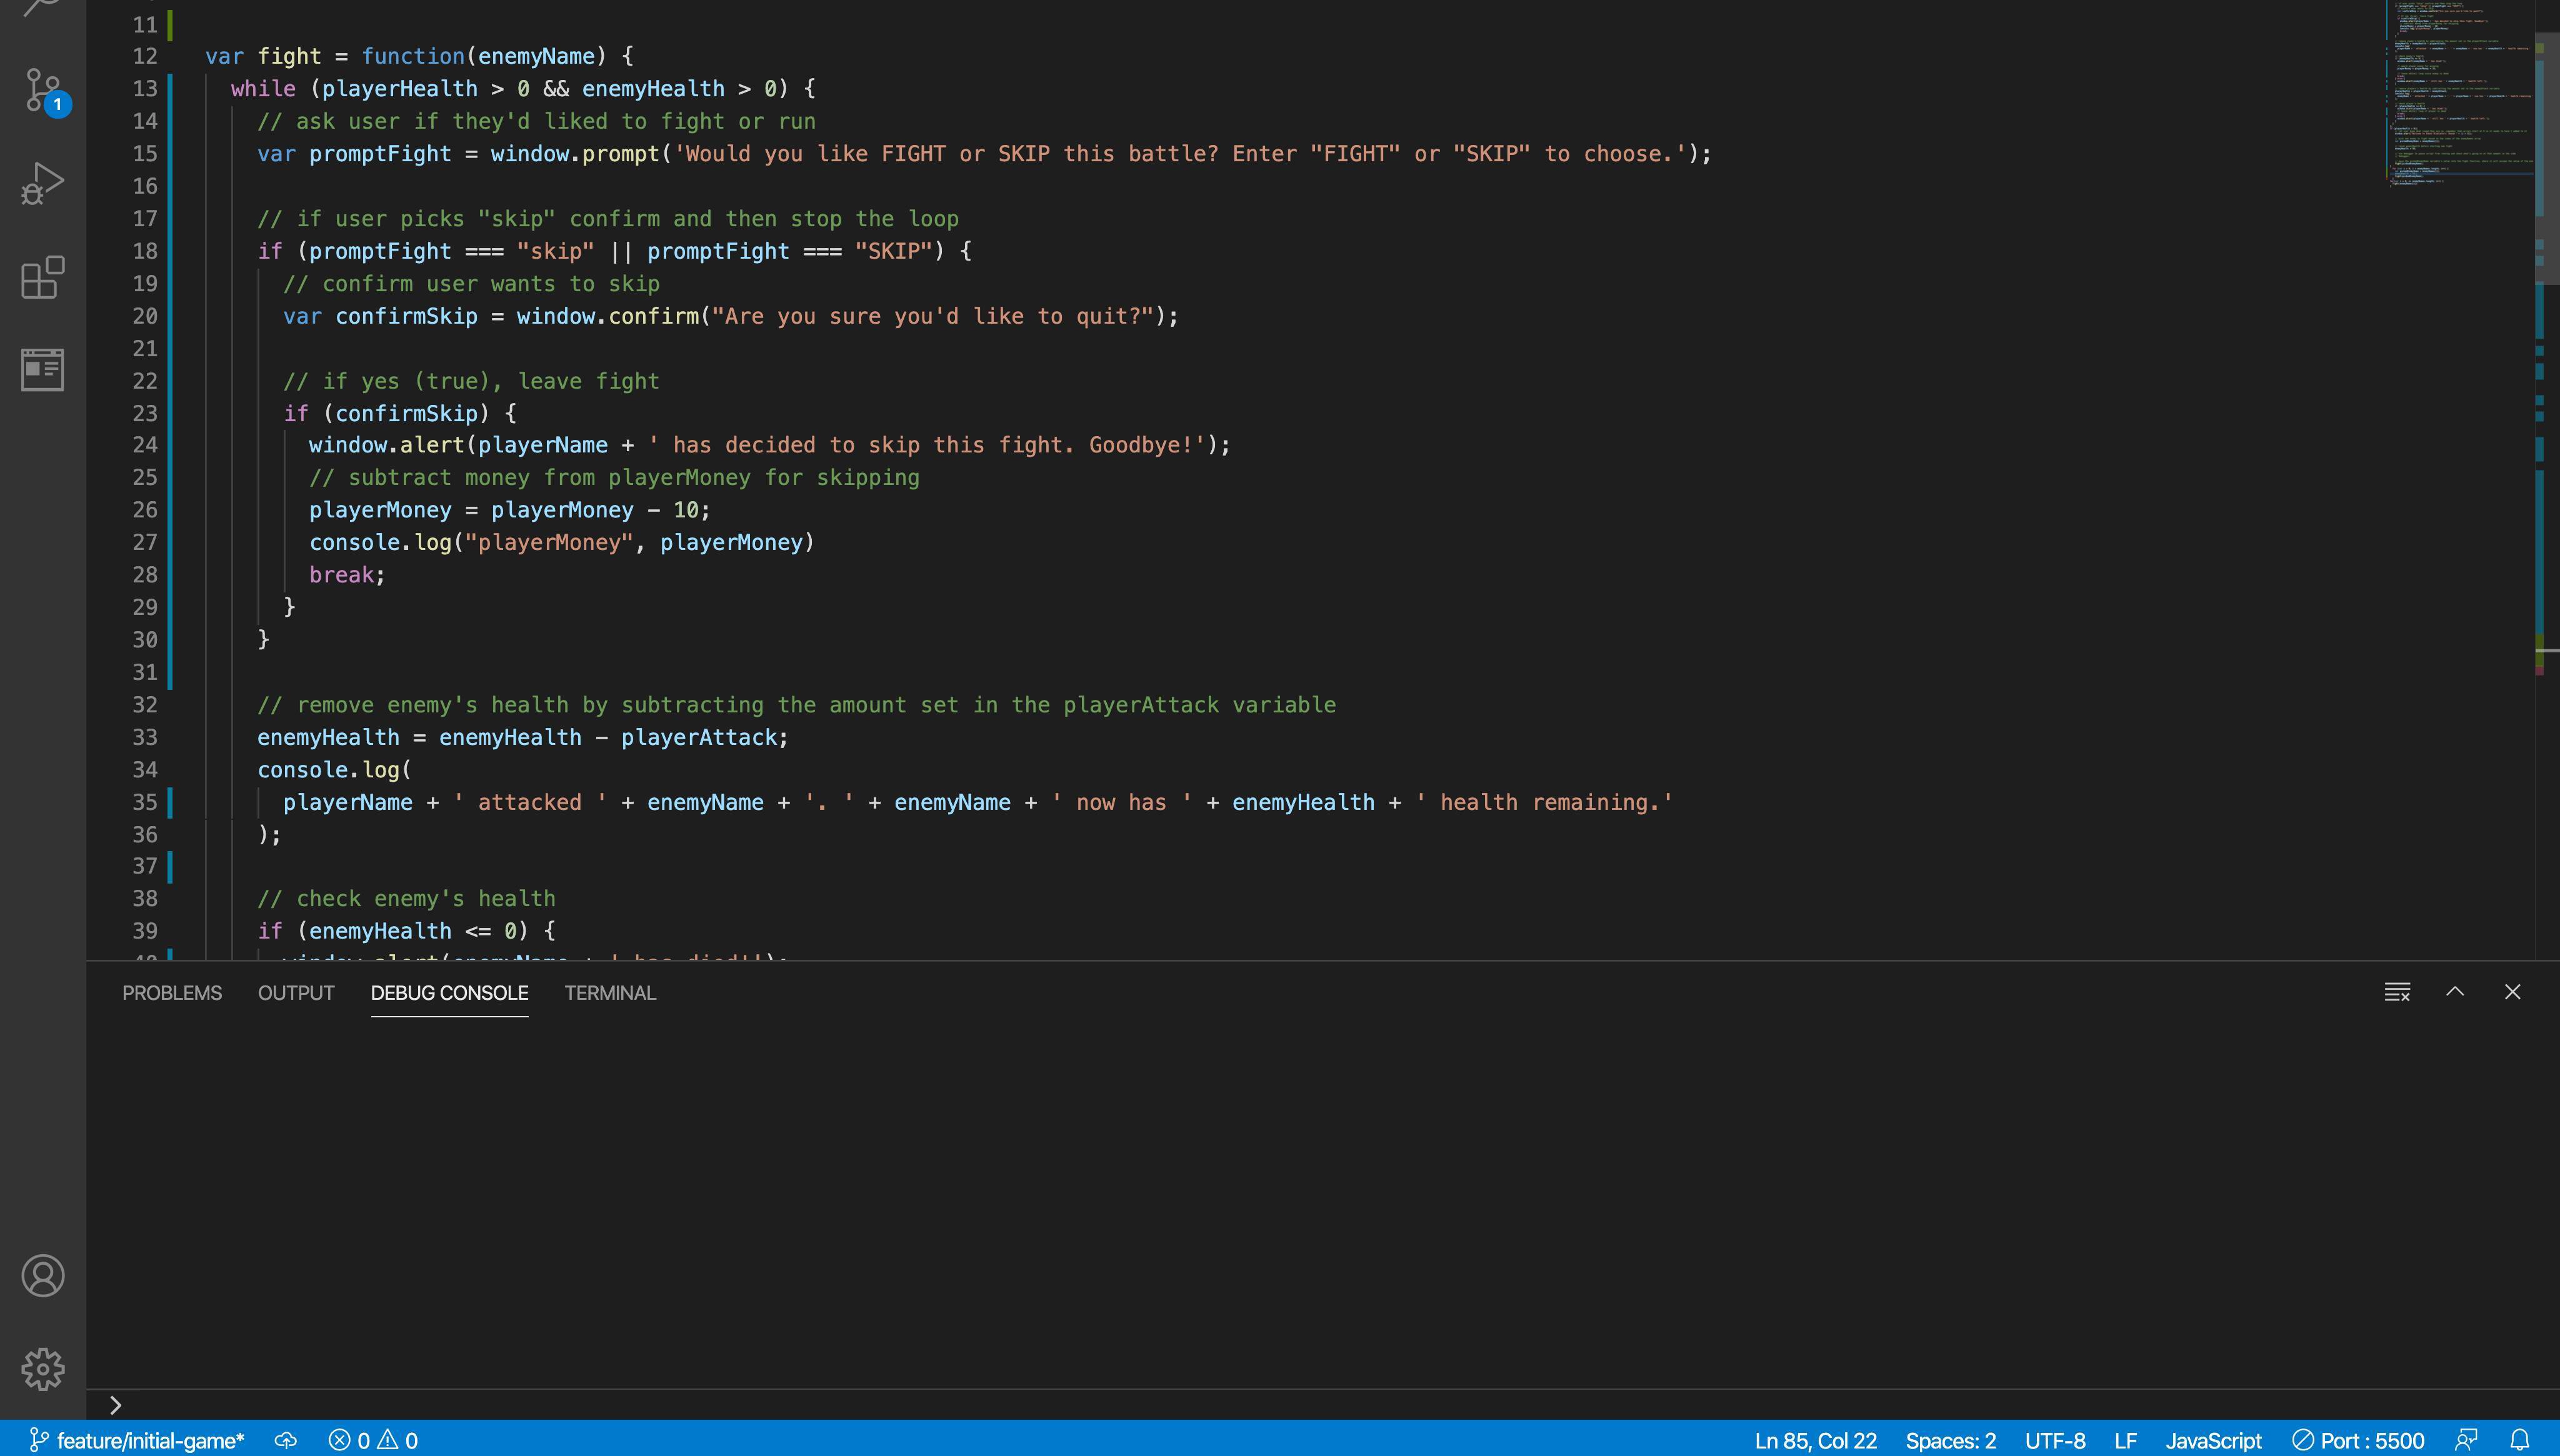 11
12 var fight = function(enemyName) {
13 while (playerHealth > 0 && enemyHealth > 0) {
14 // ask user if they'd liked to fight or run
15 var promptFight = window.prompt('Would you like FIGHT or SKIP this battle? Enter "FIGHT" or "SKIP" to choose.');
16
17 // if user picks "skip" confirm and then stop the loop
18 if (promptFight === "skip" || promptFight === "SKIP") {
19 // confirm user wants to skip
20 var confirmSkip = window.confirm("Are you sure you'd like to quit?");
21
22 // if yes (true), leave fight
23 if (confirmSkip) {
24 window.alert(playerName + ' has decided to skip this fight. Goodbye!');
25 // subtract money from playerMoney for skipping
26 playerMoney = playerMoney - 10;
27 console.log("playerMoney", playerMoney)
28 break;
29 }
30 }
31
32 // remove enemy's health by subtracting the amount set in the playerAttack variable
33 enemyHealth = enemyHealth - playerAttack;
34 console.log(
35 playerName + ' attacked ' + enemyName + '. ' + enemyName + ' now has ' + enemyHealth + ' health remaining.'
36 );
37
38 // check enemy's health
39 if (enemyHealth <= 0) {
40 window.alert(enemyName + ' has died!');
1
PROBLEMS OUTPUT DEBUG CONSOLE TERMINAL
feature/initial-game* 0 0 Ln 85, Col 22 Spaces: 2 UTF-8 LF JavaScript Port : 5500